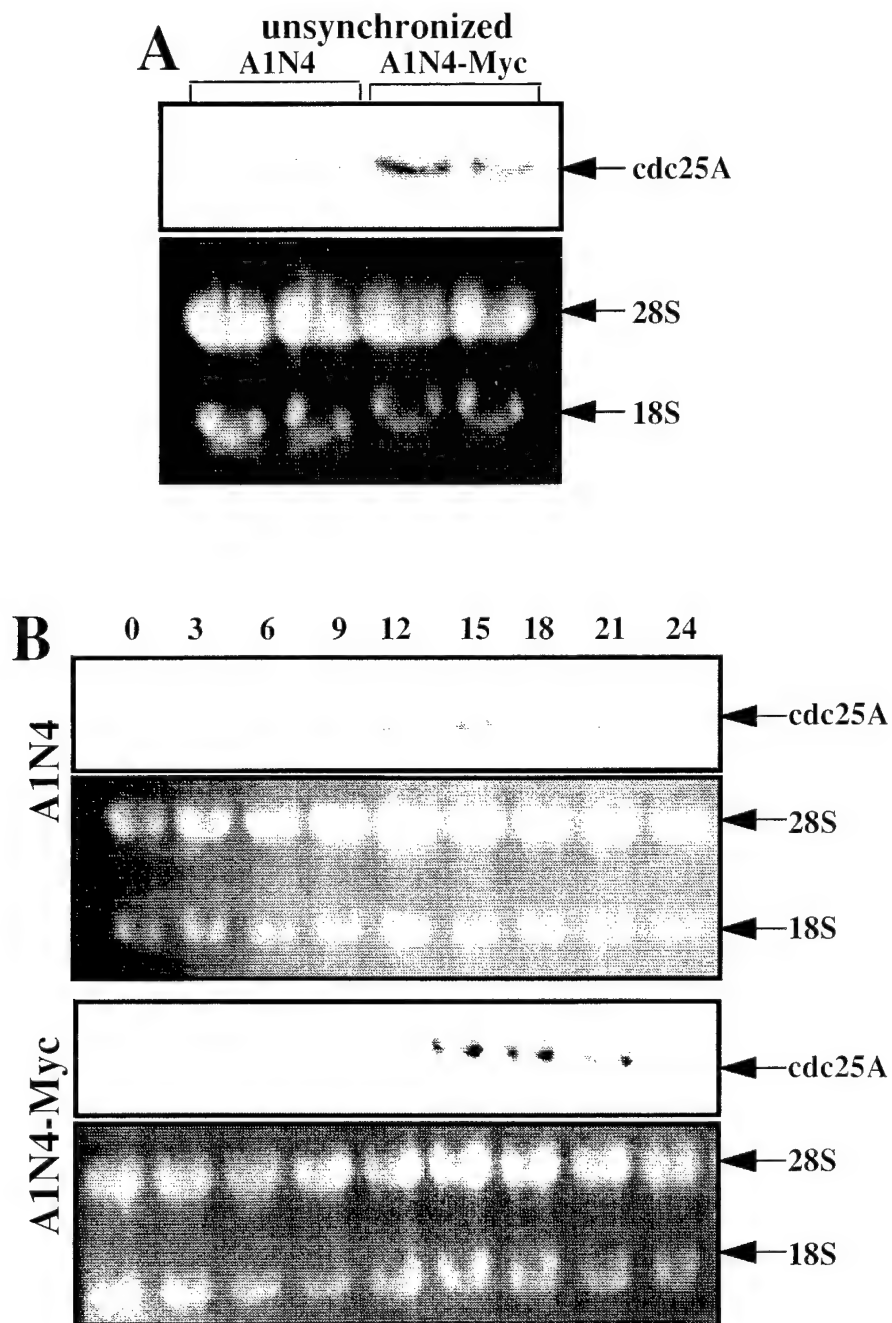 A
unsynchronized
A1N4 A1N4-Myc
cdc25A
28S
18S
B
0 3 6 9 12 15 18 21 24
A1N4
cdc25A
28S
18S
A1N4-Myc
cdc25A
28S
18S